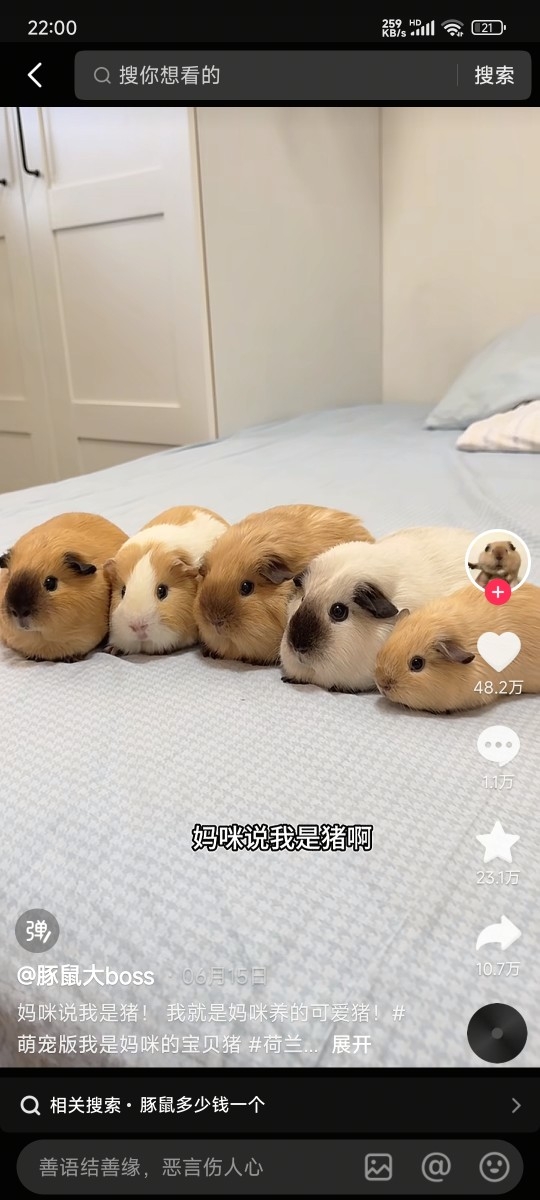 22:00
259 KB/s HD 21
搜你想看的 搜索
48.2万
1.1万
妈咪说我是猪啊
23.1万
弹
10.7万
@豚鼠大boss · 06月15日
妈咪说我是猪! 我就是妈咪养的可爱猪! #
萌宠版我是妈咪的宝贝猪 #荷兰... 展开
相关搜索· 豚鼠多少钱一个
善语结善缘，恶言伤人心